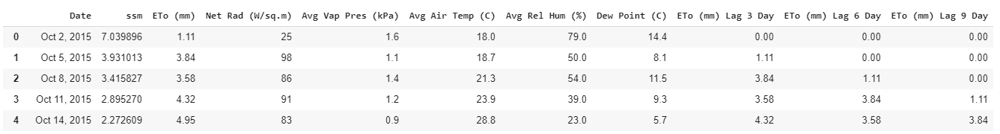 Date ssm ETo (mm) Net Rad (W/sq.m) Avg Vap Pres (kPa) Avg Air Temp (C) Avg Rel Hum (%) Dew Point (C) ETo (mm) Lag 3 Day ETo (mm) Lag 6 Day ETo (mm) Lag 9 Day
0 Oct 2, 2015 7.039896 1.11 25 1.6 18.0 79.0 14.4 0.00 0.00 0.00
1 Oct 5, 2015 3.931013 3.84 98 1.1 18.7 50.0 8.1 1.11 0.00 0.00
2 Oct 8, 2015 3.415827 3.58 86 1.4 21.3 54.0 11.5 3.84 1.11 0.00
3 Oct 11, 2015 2.895270 4.32 91 1.2 23.9 39.0 9.3 3.58 3.84 1.11
4 Oct 14, 2015 2.272609 4.95 83 0.9 28.8 23.0 5.7 4.32 3.58 3.84